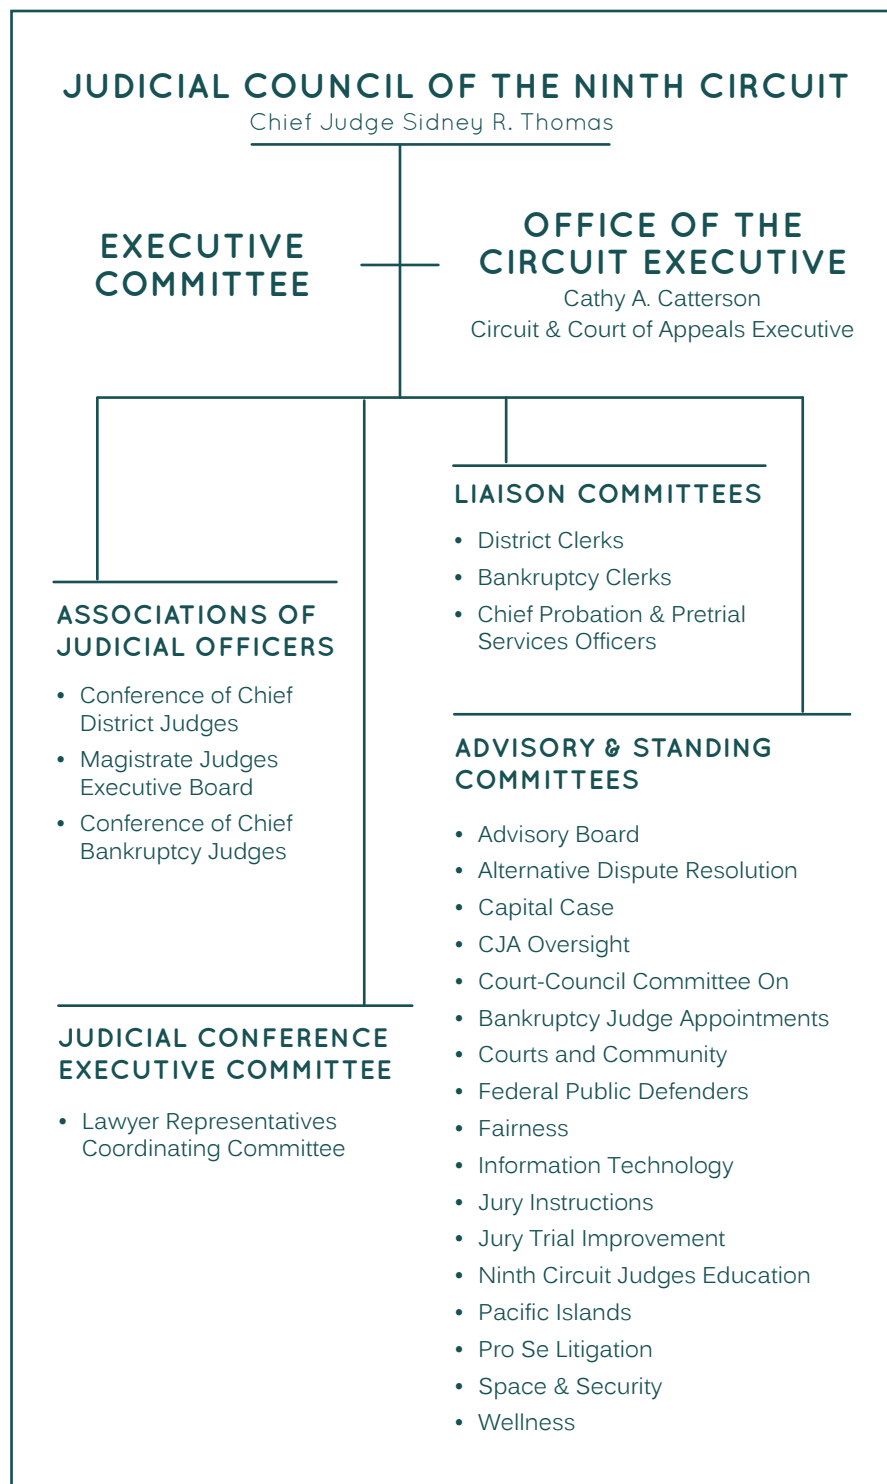 JUDICIAL COUNCIL OF THE NINTH CIRCUIT
Chief Judge Sidney R. Thomas
EXECUTIVE
COMMITTEE
OFFICE OF THE
CIRCUIT EXECUTIVE
Cathy A. Catterson
Circuit & Court of Appeals Executive
LIAISON COMMITTEES
• District Clerks
• Bankruptcy Clerks
• Chief Probation & Pretrial
Services Officers
ASSOCIATIONS OF
JUDICIAL OFFICERS
• Conference of Chief
District Judges
• Magistrate Judges
Executive Board
• Conference of Chief
Bankruptcy Judges
JUDICIAL CONFERENCE
EXECUTIVE COMMITTEE
• Lawyer Representatives
Coordinating Committee
ADVISORY & STANDING
COMMITTEES
• Advisory Board
• Alternative Dispute Resolution
• Capital Case
• CJA Oversight
• Court-Council Committee On
• Bankruptcy Judge Appointments
• Courts and Community
• Federal Public Defenders
• Fairness
• Information Technology
• Jury Instructions
• Jury Trial Improvement
• Ninth Circuit Judges Education
• Pacific Islands
• Pro Se Litigation
• Space & Security
• Wellness